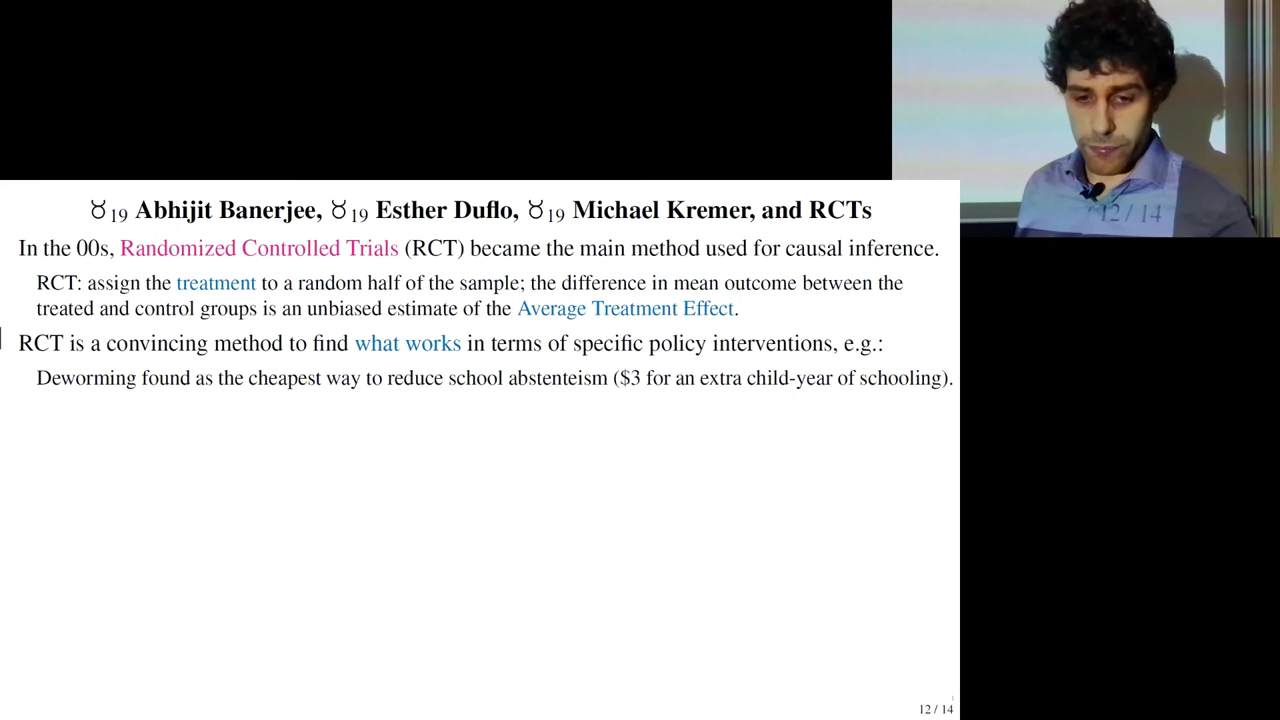 ♉19 Abhijit Banerjee, ♉19 Esther Duflo, ♉19 Michael Kremer, and RCTs
In the 00s, Randomized Controlled Trials (RCT) became the main method used for causal inference.
RCT: assign the treatment to a random half of the sample; the difference in mean outcome between the
treated and control groups is an unbiased estimate of the Average Treatment Effect.
RCT is a convincing method to find what works in terms of specific policy interventions, e.g.:
Deworming found as the cheapest way to reduce school abstenteism ($3 for an extra child-year of schooling).
12 / 14
12 / 14